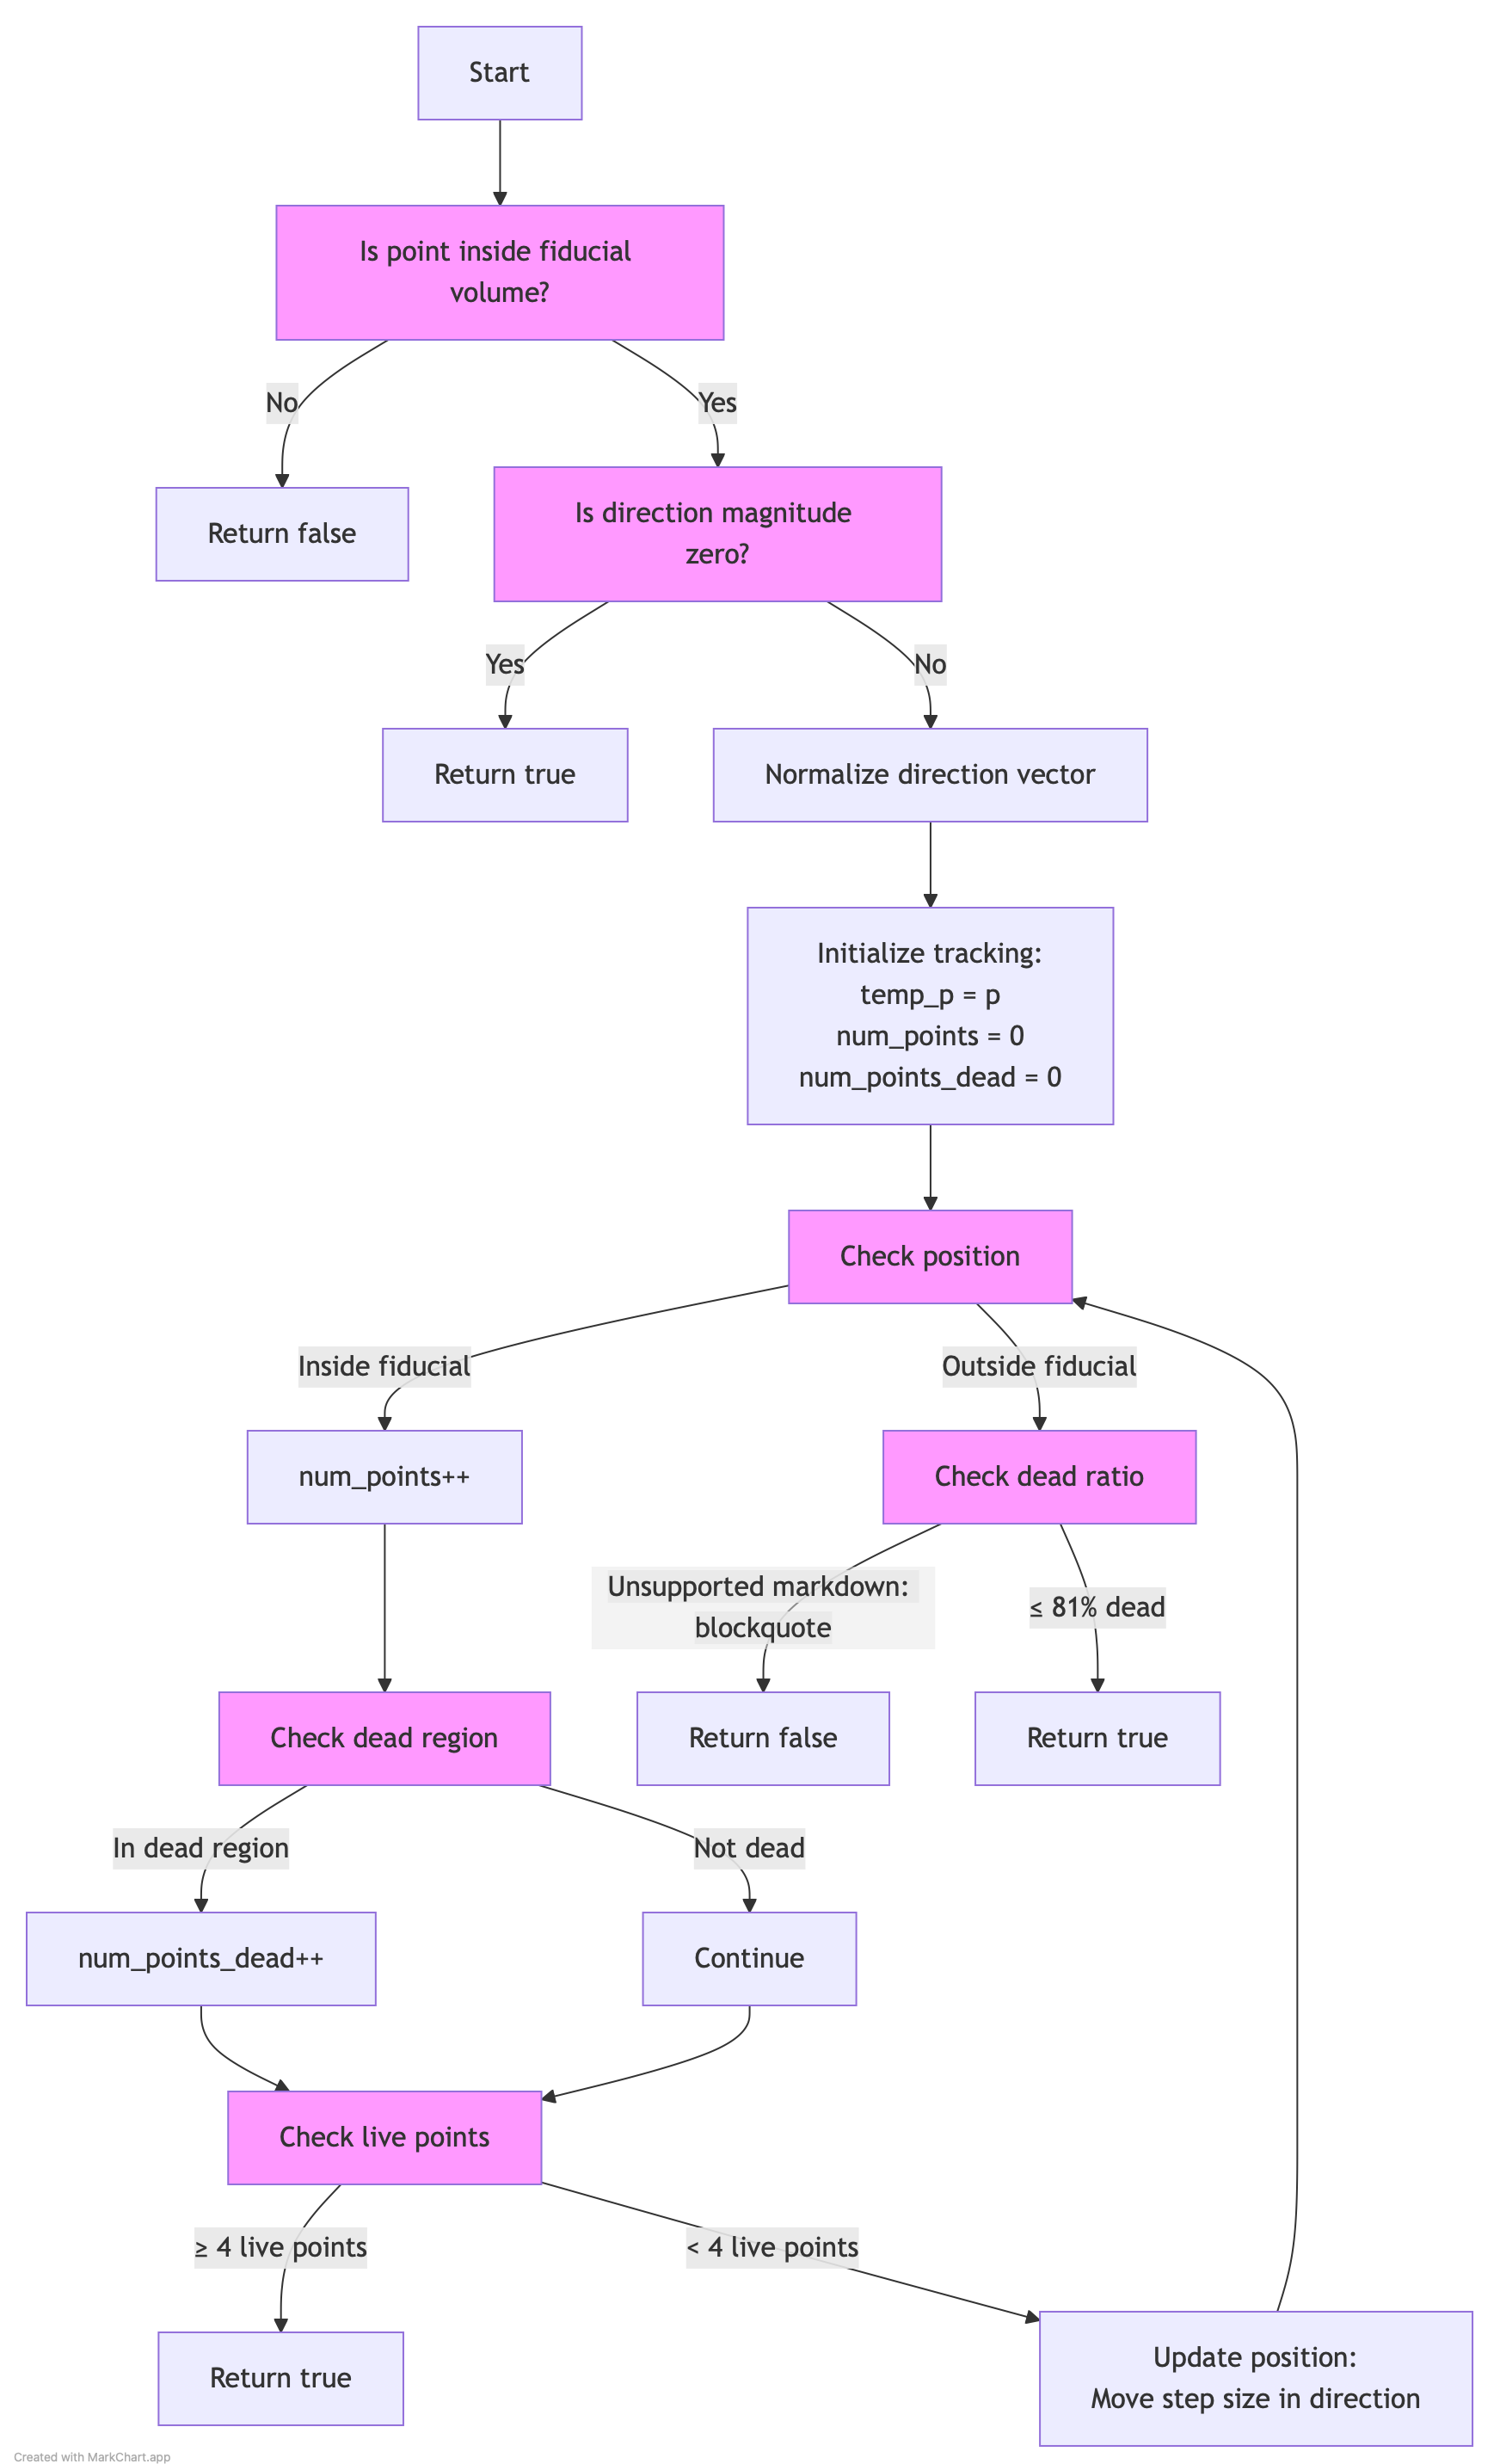 Start
Is point inside fiducial
volume?
No
Yes
Return false
Is direction magnitude
zero?
Yes
No
Return true
Normalize direction vector
Initialize tracking:
temp_p = p
num_points = 0
num_points_dead = 0
Check position
Inside fiducial
Outside fiducial
num_points++
Check dead ratio
Unsupported markdown:
blockquote
≤ 81% dead
Check dead region
Return false
Return true
In dead region
Not dead
num_points_dead++
Continue
Check live points
≥ 4 live points
< 4 live points
Return true
Update position:
Move step size in direction
Created with MarkChart.app